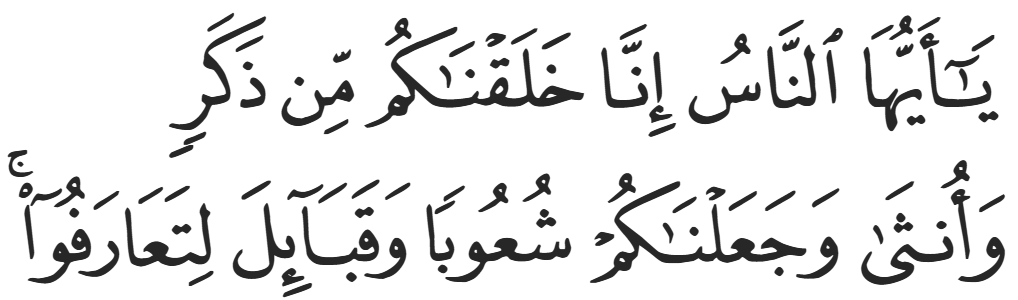 يَـٰٓأَيُّهَا ٱلنَّاسُ إِنَّا خَلَقْنَـٰكُم مِّن ذَكَرٍ
وَأُنثَىٰ وَجَعَلْنَـٰكُمْ شُعُوبًا وَقَبَآئِلَ لِتَعَارَفُوٓا۟ ۚ